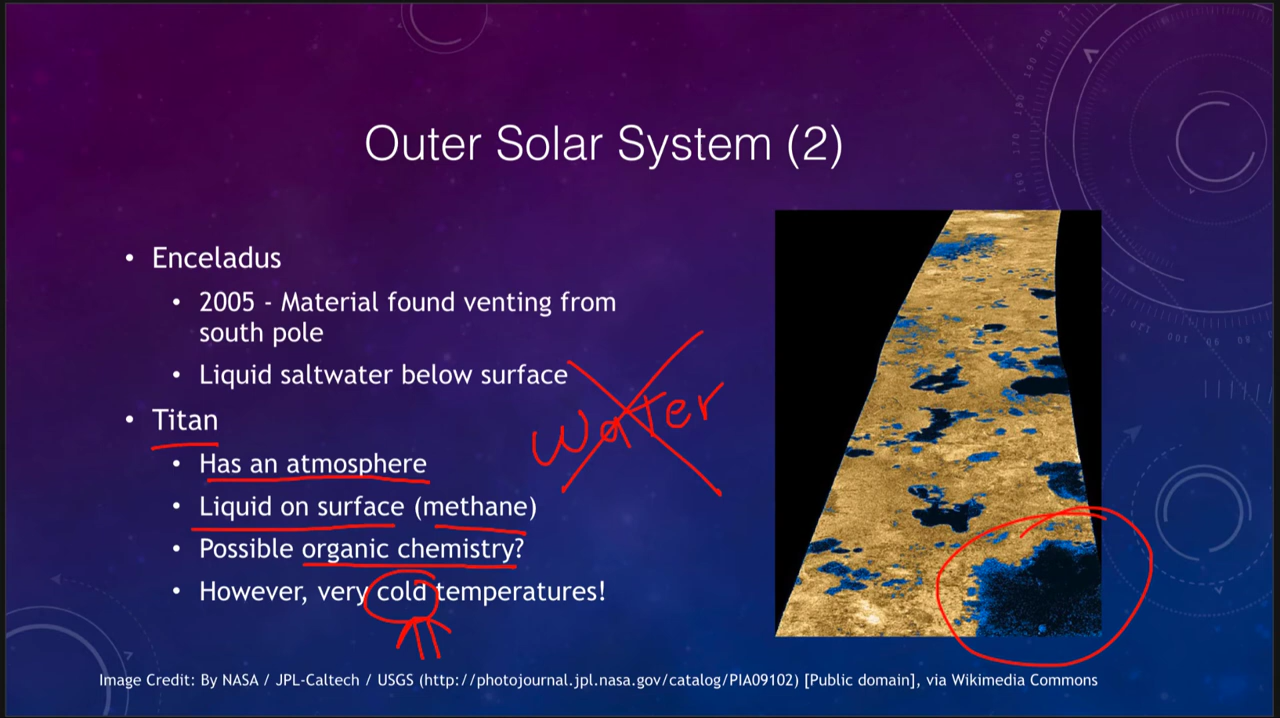 Outer Solar System (2)
• Enceladus
• 2005 - Material found venting from
south pole
• Liquid saltwater below surface
Water
• Titan
• Has an atmosphere
• Liquid on surface (methane)
• Possible organic chemistry?
• However, very cold temperatures!
Image Credit: By NASA / JPL-Caltech / USGS (http://photojournal.jpl.nasa.gov/catalog/PIA09102) [Public domain], via Wikimedia Commons